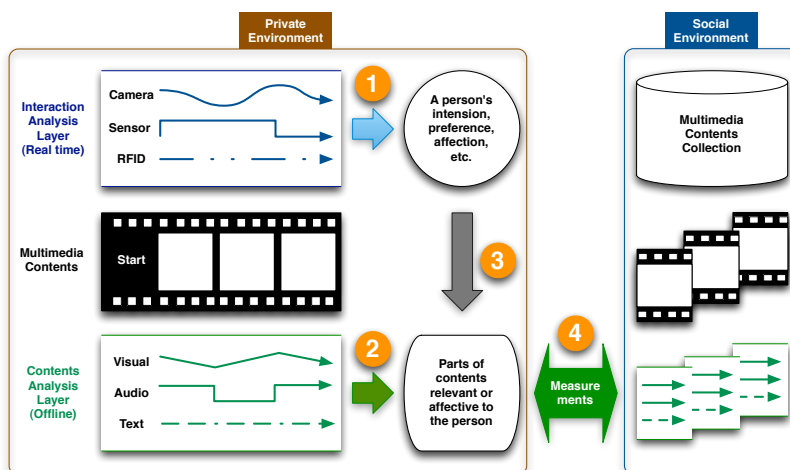 Private
Environment
Social
Environment
Interaction
Analysis
Layer
(Real time)
Camera
Sensor
RFID
1
A person's
intension,
preference,
affection,
etc.
Multimedia
Contents
Collection
Multimedia
Contents
Start
3
Contents
Analysis
Layer
(Offline)
Visual
Audio
Text
2
Parts of
contents
relevant or
affective to
the person
4
Measure
ments